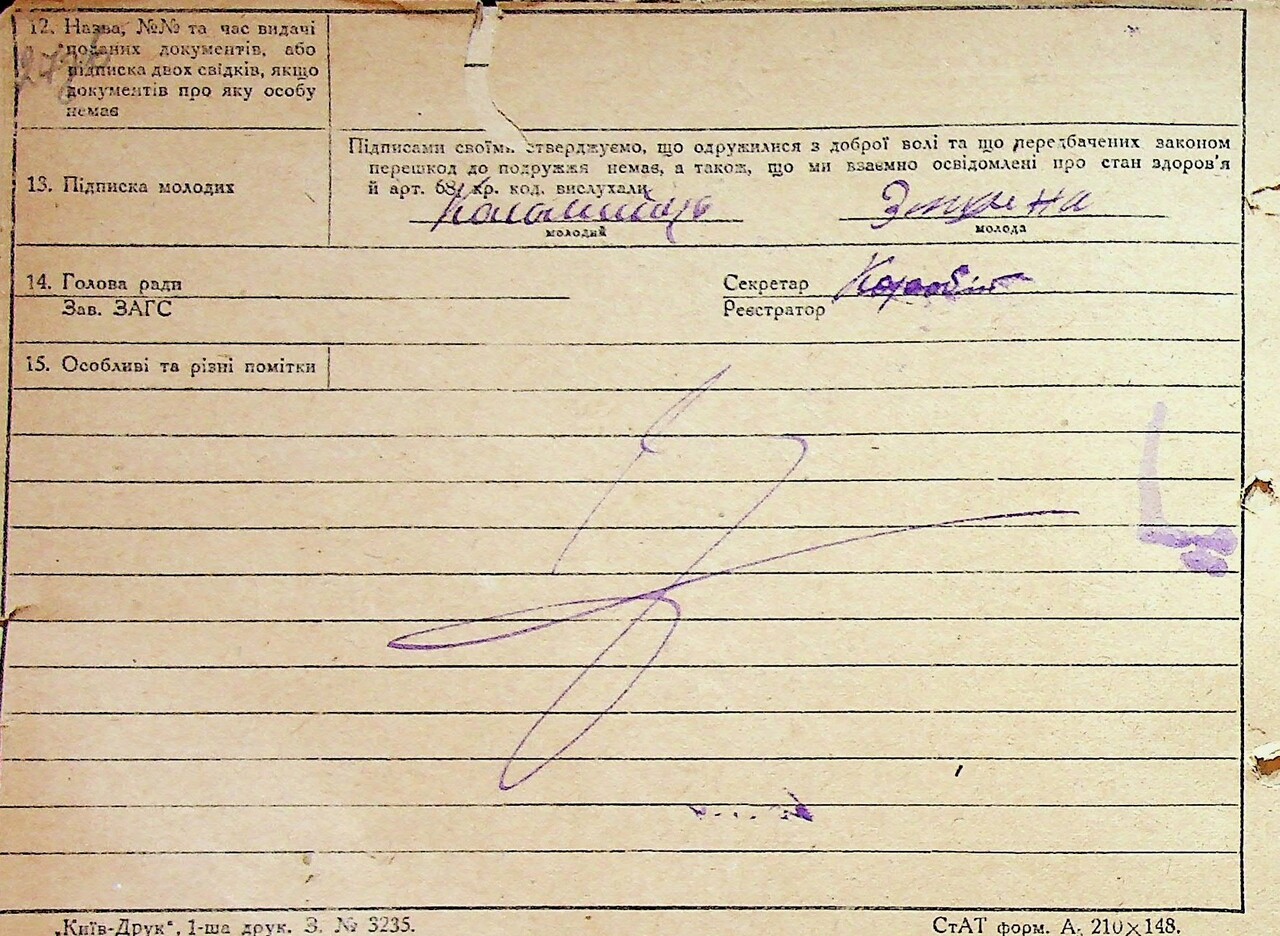 12. Назва, №№ та час видачі
поданих документів, або
підписка двох свідків, якщо
документів про яку особу
немає
13. Підписка молодих
Підписами своїми стверджуємо, що одружилися з доброї волі та що передбачених законом
перешкод до подружжя немає, а також, що ми взаємно освідомлені про стан здоров'я
й арт. 68, кр. код. вислухали
молодий
молода
14. Голова ради
Секретар
Зав. ЗАГС
Реєстратор
15. Особливі та різні помітки
„Київ-Друк“, 1-ша друк. З. № 3235.
СтАТ форм. А. 210×148.